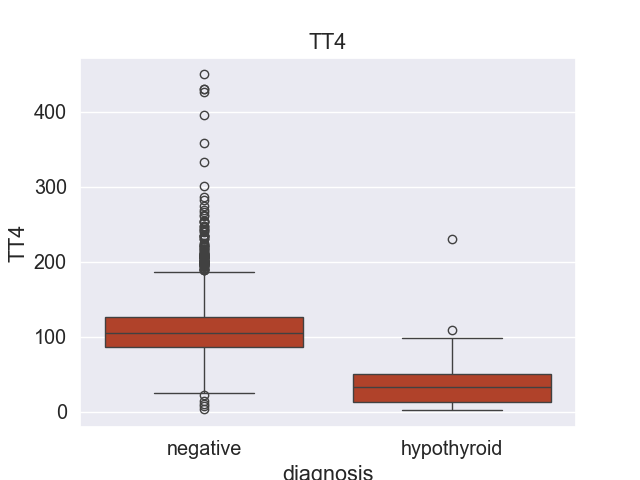 TT4
TT4
400
300
200
100
0
negative
hypothyroid
diagnosis